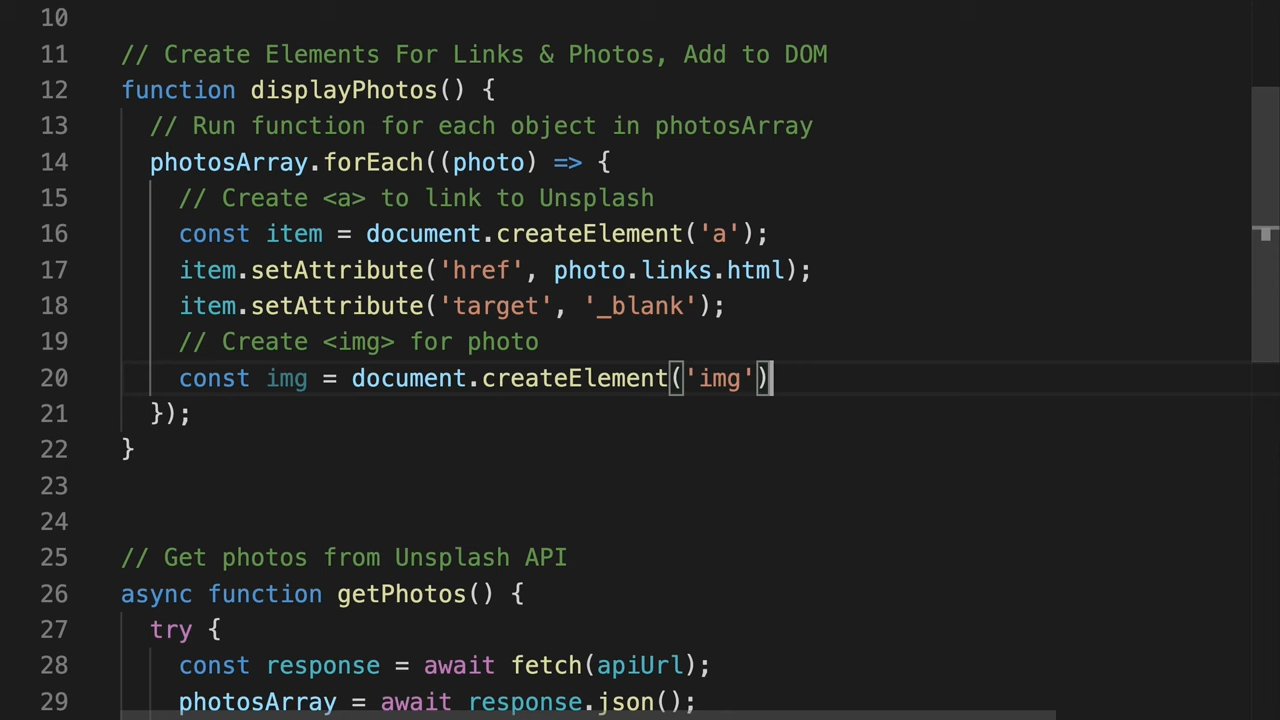 10
11 // Create Elements For Links & Photos, Add to DOM
12 function displayPhotos() {
13 // Run function for each object in photosArray
14 photosArray.forEach((photo) => {
15 // Create <a> to link to Unsplash
16 const item = document.createElement('a');
17 item.setAttribute('href', photo.links.html);
18 item.setAttribute('target', '_blank');
19 // Create <img> for photo
20 const img = document.createElement('img')
21 });
22 }
23
24
25 // Get photos from Unsplash API
26 async function getPhotos() {
27 try {
28 const response = await fetch(apiUrl);
29 photosArray = await response.json();